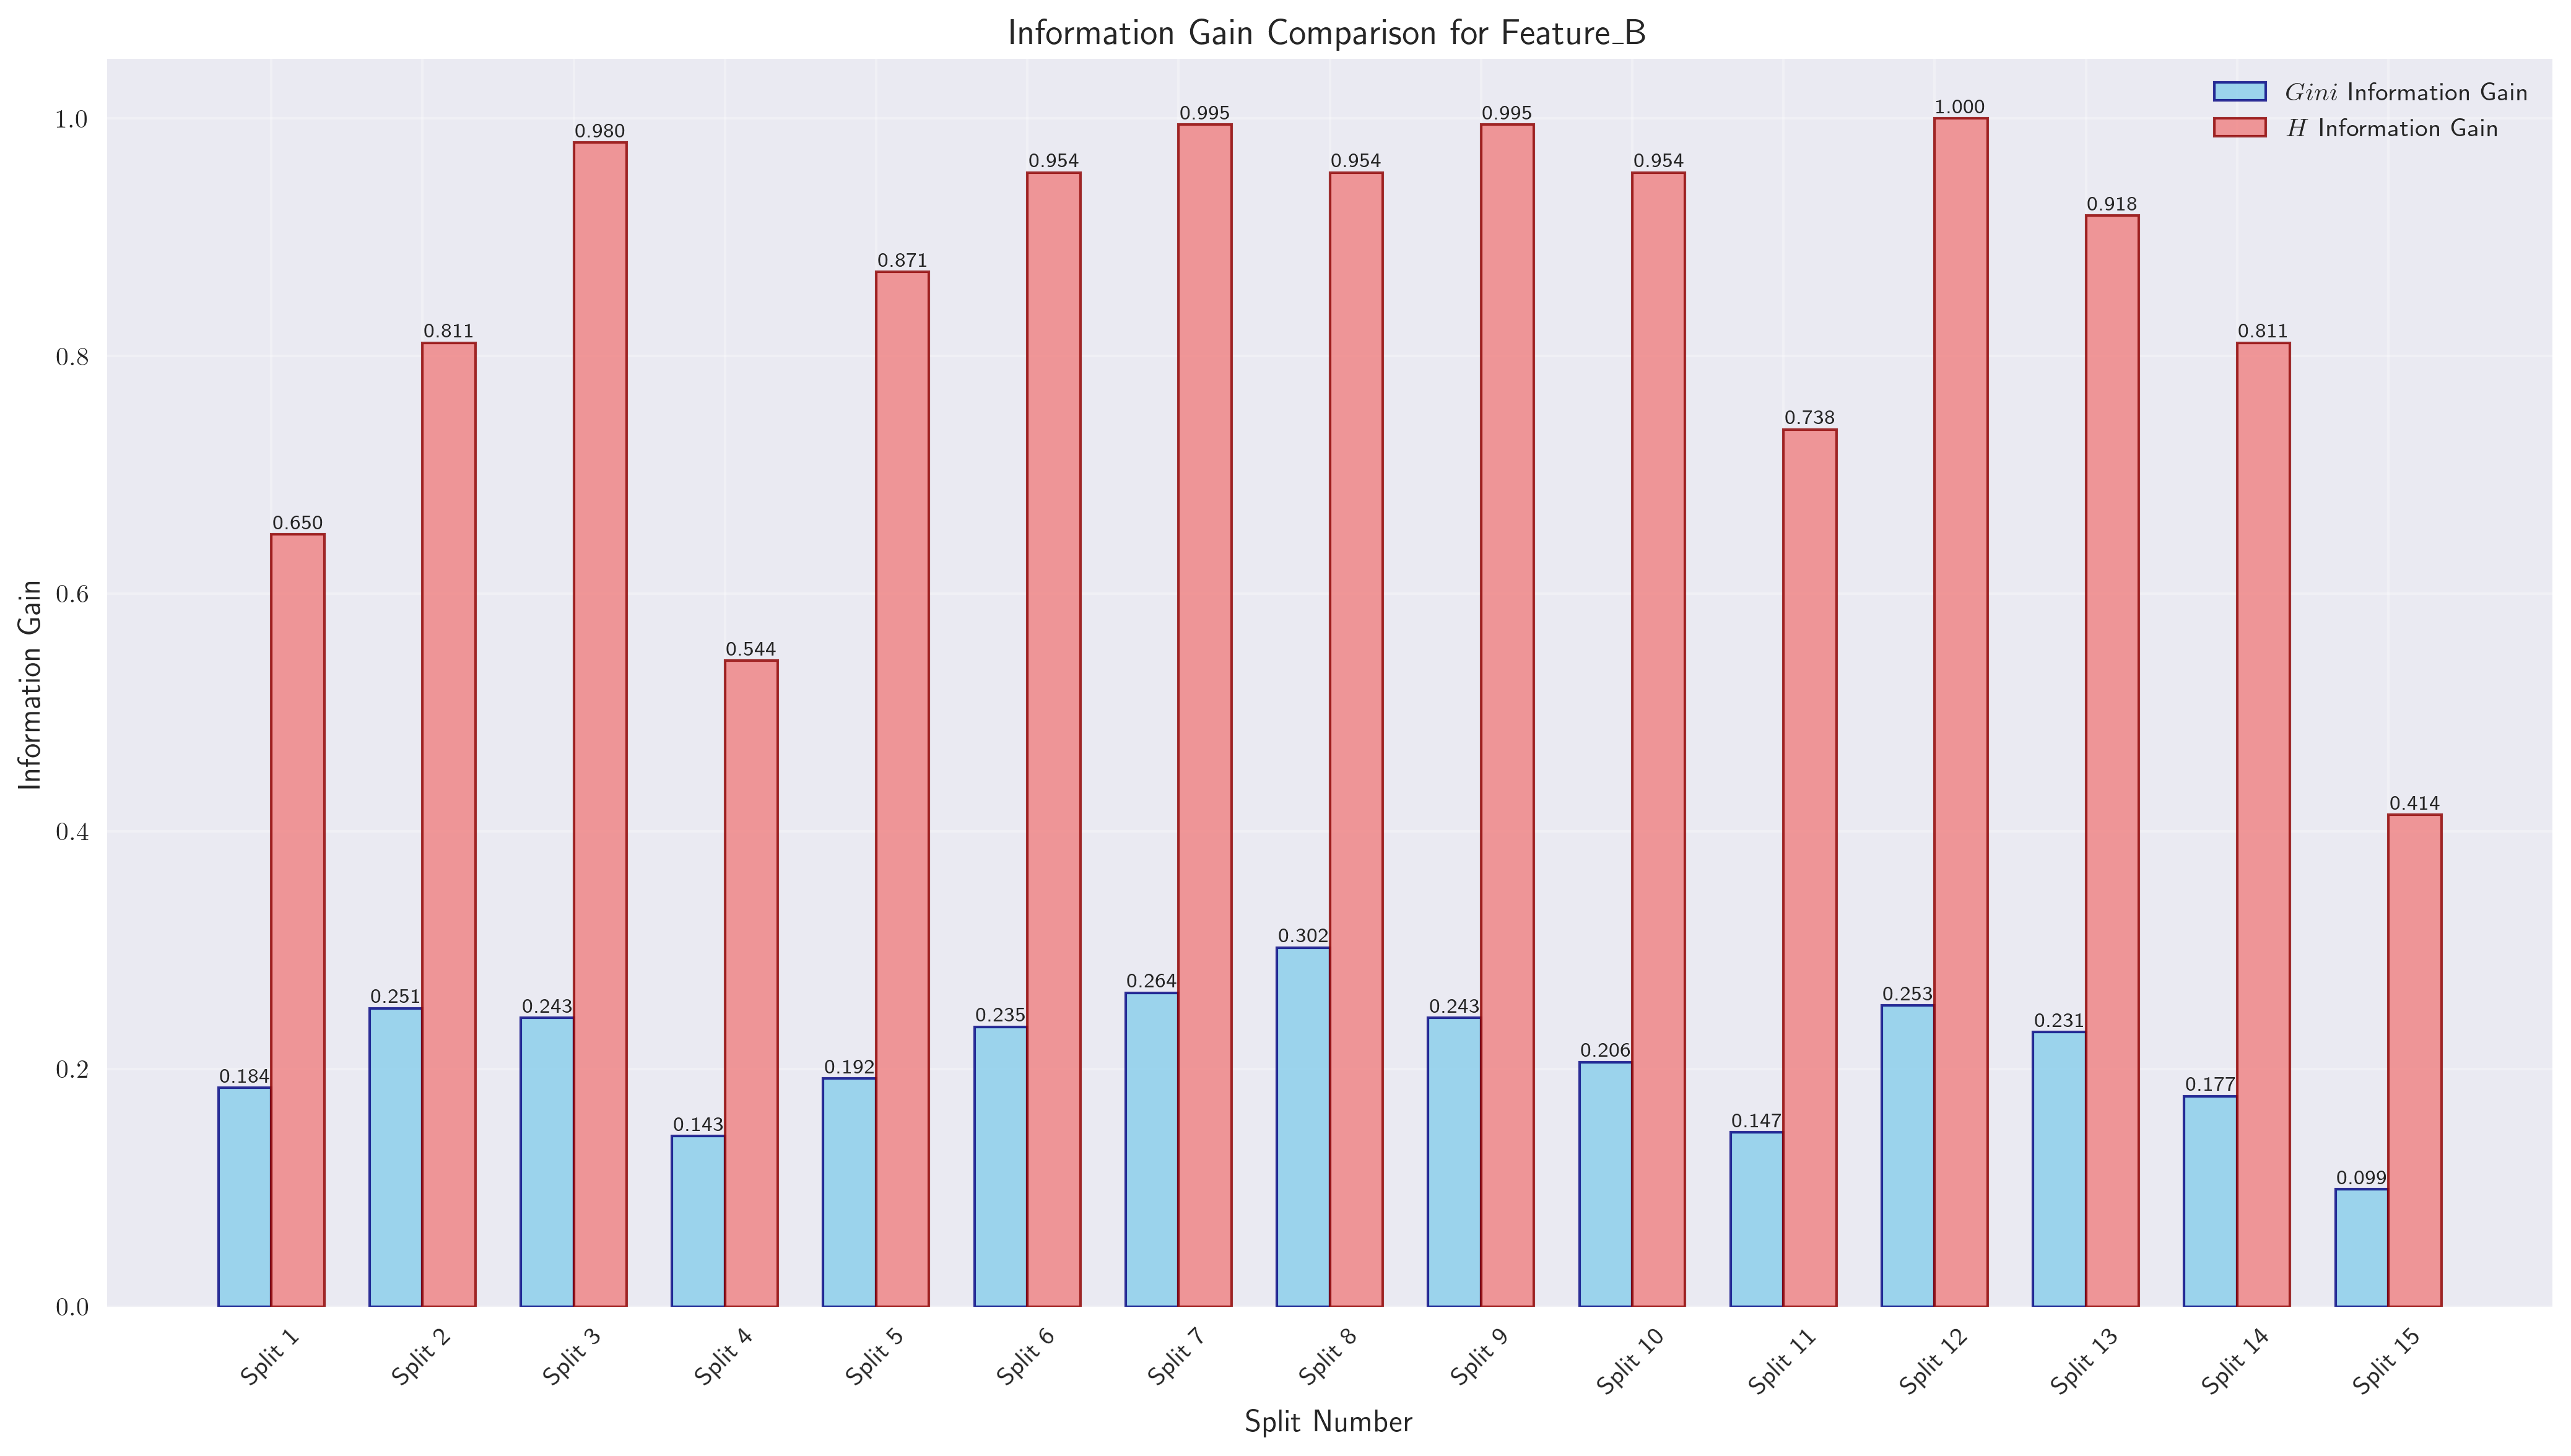 Information Gain Comparison for Feature_B
Gini Information Gain
H Information Gain
Information Gain
1.0
0.8
0.6
0.4
0.2
0.0
0.184
0.650
0.251
0.811
0.243
0.980
0.143
0.544
0.192
0.871
0.235
0.954
0.264
0.995
0.302
0.954
0.243
0.995
0.206
0.954
0.147
0.738
0.253
1.000
0.231
0.918
0.177
0.811
0.099
0.414
Split 1
Split 2
Split 3
Split 4
Split 5
Split 6
Split 7
Split 8
Split 9
Split 10
Split 11
Split 12
Split 13
Split 14
Split 15
Split Number